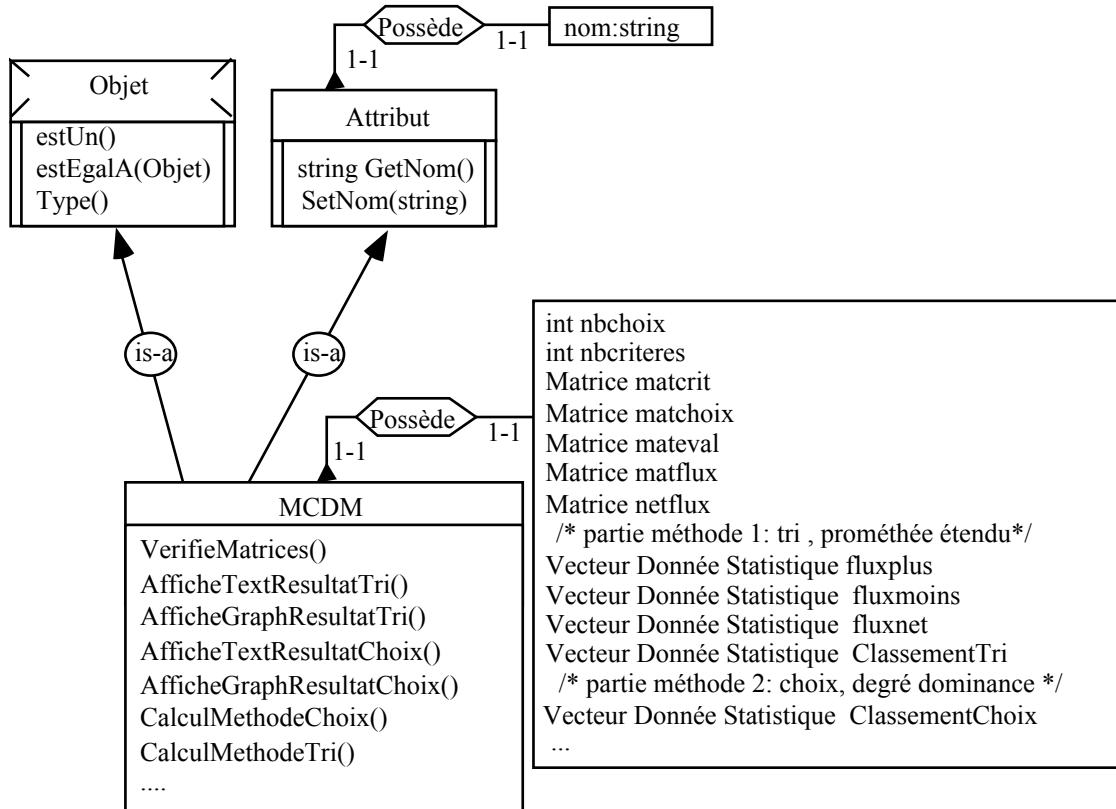 Possède
nom:string
1-1
1-1
Objet
estUn()
estEgalA(Objet)
Type()
Attribut
string GetNom()
SetNom(string)
is-a
is-a
Possède
1-1
1-1
int nbchoix
int nbcriteres
Matrice matcrit
Matrice matchoix
Matrice mateval
Matrice matflux
Matrice netflux
/* partie méthode 1: tri , prométhée étendu*/
Vecteur Donnée Statistique fluxplus
Vecteur Donnée Statistique fluxmoins
Vecteur Donnée Statistique fluxnet
Vecteur Donnée Statistique ClassementTri
/* partie méthode 2: choix, degré dominance */
Vecteur Donnée Statistique ClassementChoix
...
MCDM
VerifieMatrices()
AfficheTextResultatTri()
AfficheGraphResultatTri()
AfficheTextResultatChoix()
AfficheGraphResultatChoix()
CalculMethodeChoix()
CalculMethodeTri()
....